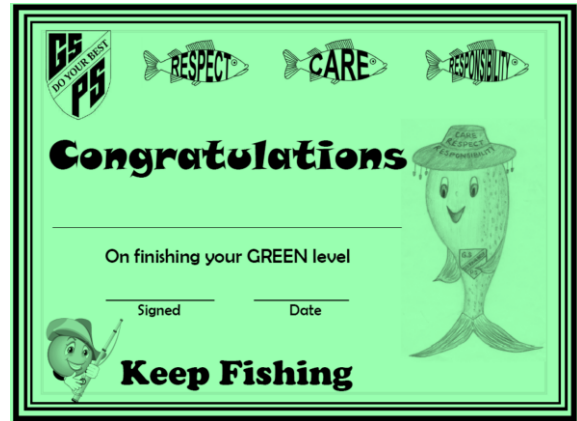 GS
DO YOUR BEST
PS
RESPECT
CARE
RESPONSIBILITY
Congratulations
CARE
RESPECT
RESPONSIBILITY
On finishing your GREEN level
Signed Date
Keep Fishing
GS